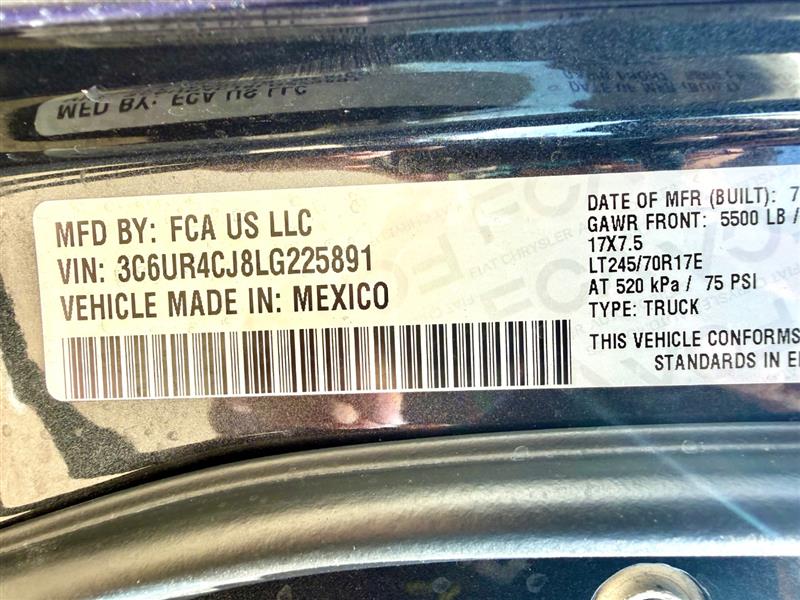 MFD BY: FCA US LLC
VIN: 3C6UR4CJ8LG225891
VEHICLE MADE IN: MEXICO
DATE OF MFR (BUILT): 7
GAWR FRONT: 5500 LB /
17X7.5
LT245/70R17E
AT 520 kPa / 75 PSI
TYPE: TRUCK
THIS VEHICLE CONFORMS
STANDARDS IN